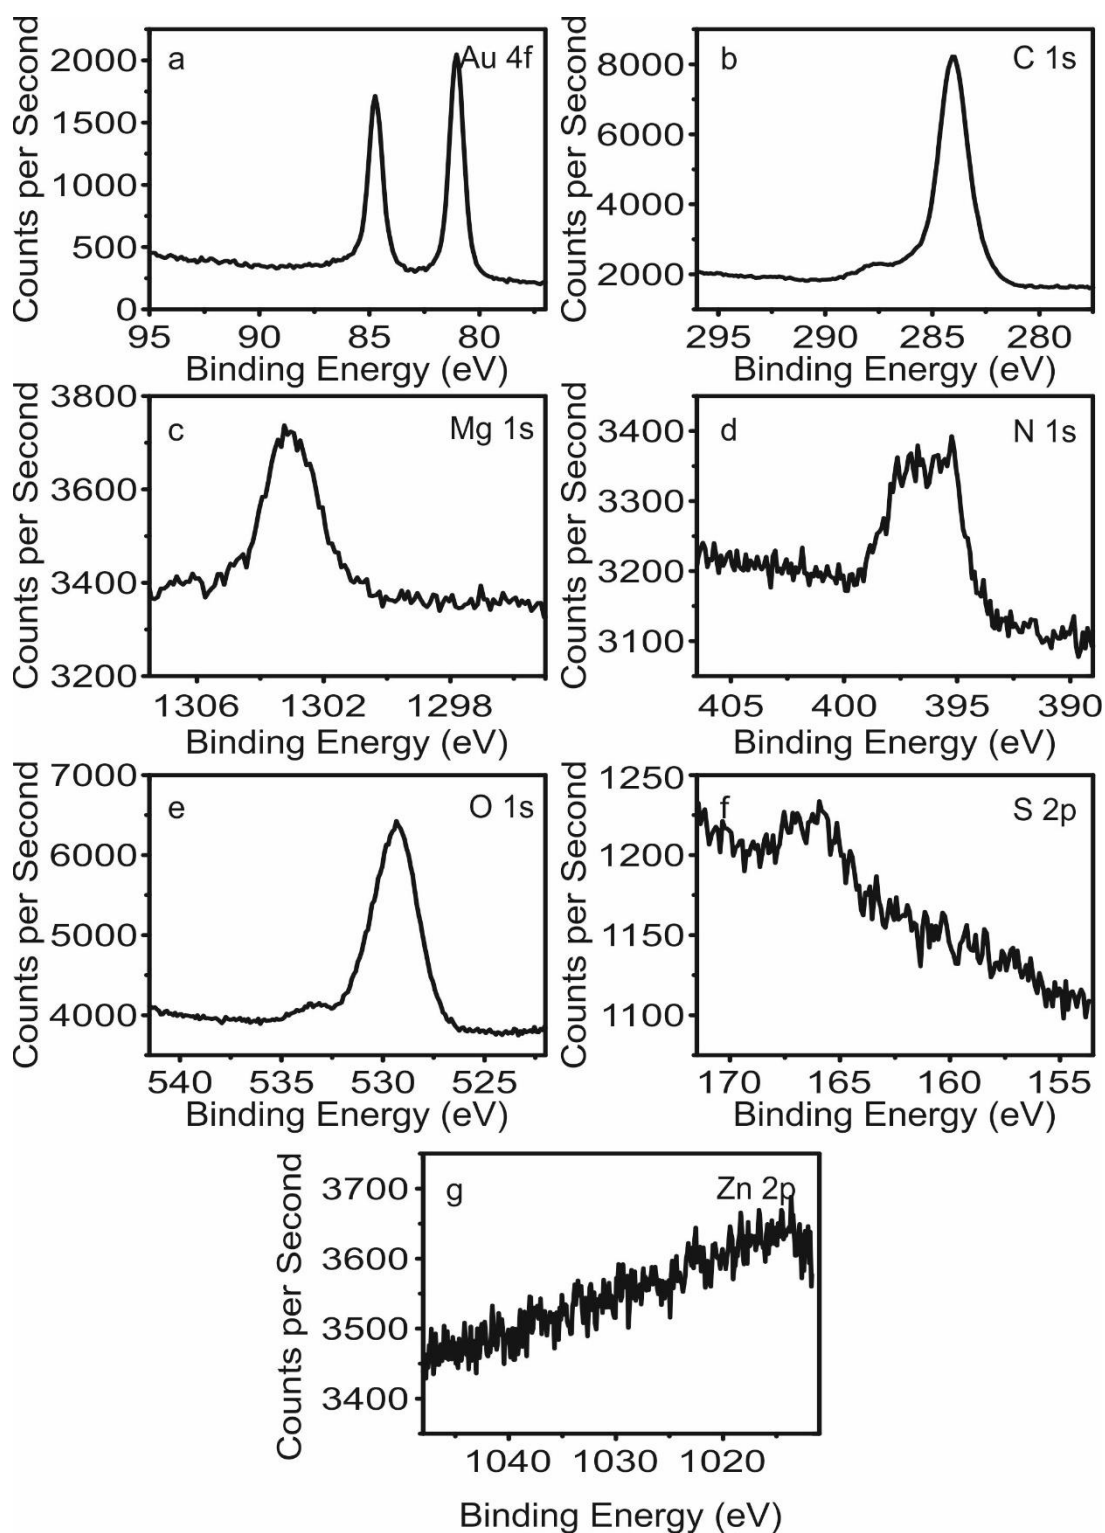 a Au 4f
Counts per Second
2000
1500
1000
500
0
95 90 85 80
Binding Energy (eV)
b C 1s
Counts per Second
8000
6000
4000
2000
295 290 285 280
Binding Energy (eV)
c Mg 1s
Counts per Second
3800
3600
3400
3200
1306 1302 1298
Binding Energy (eV)
d N 1s
Counts per Second
3400
3300
3200
3100
405 400 395 390
Binding Energy (eV)
e O 1s
Counts per Second
7000
6000
5000
4000
540 535 530 525
Binding Energy (eV)
f S 2p
Counts per Second
1250
1200
1150
1100
170 165 160 155
Binding Energy (eV)
g Zn 2p
Counts per Second
3700
3600
3500
3400
1040 1030 1020
Binding Energy (eV)